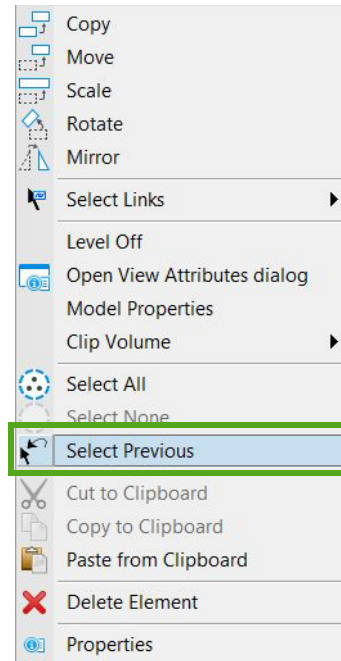 Copy
Move
Scale
Rotate
Mirror
Select Links
Level Off
Open View Attributes dialog
Model Properties
Clip Volume
Select All
Select None
Select Previous
Cut to Clipboard
Copy to Clipboard
Paste from Clipboard
Delete Element
Properties